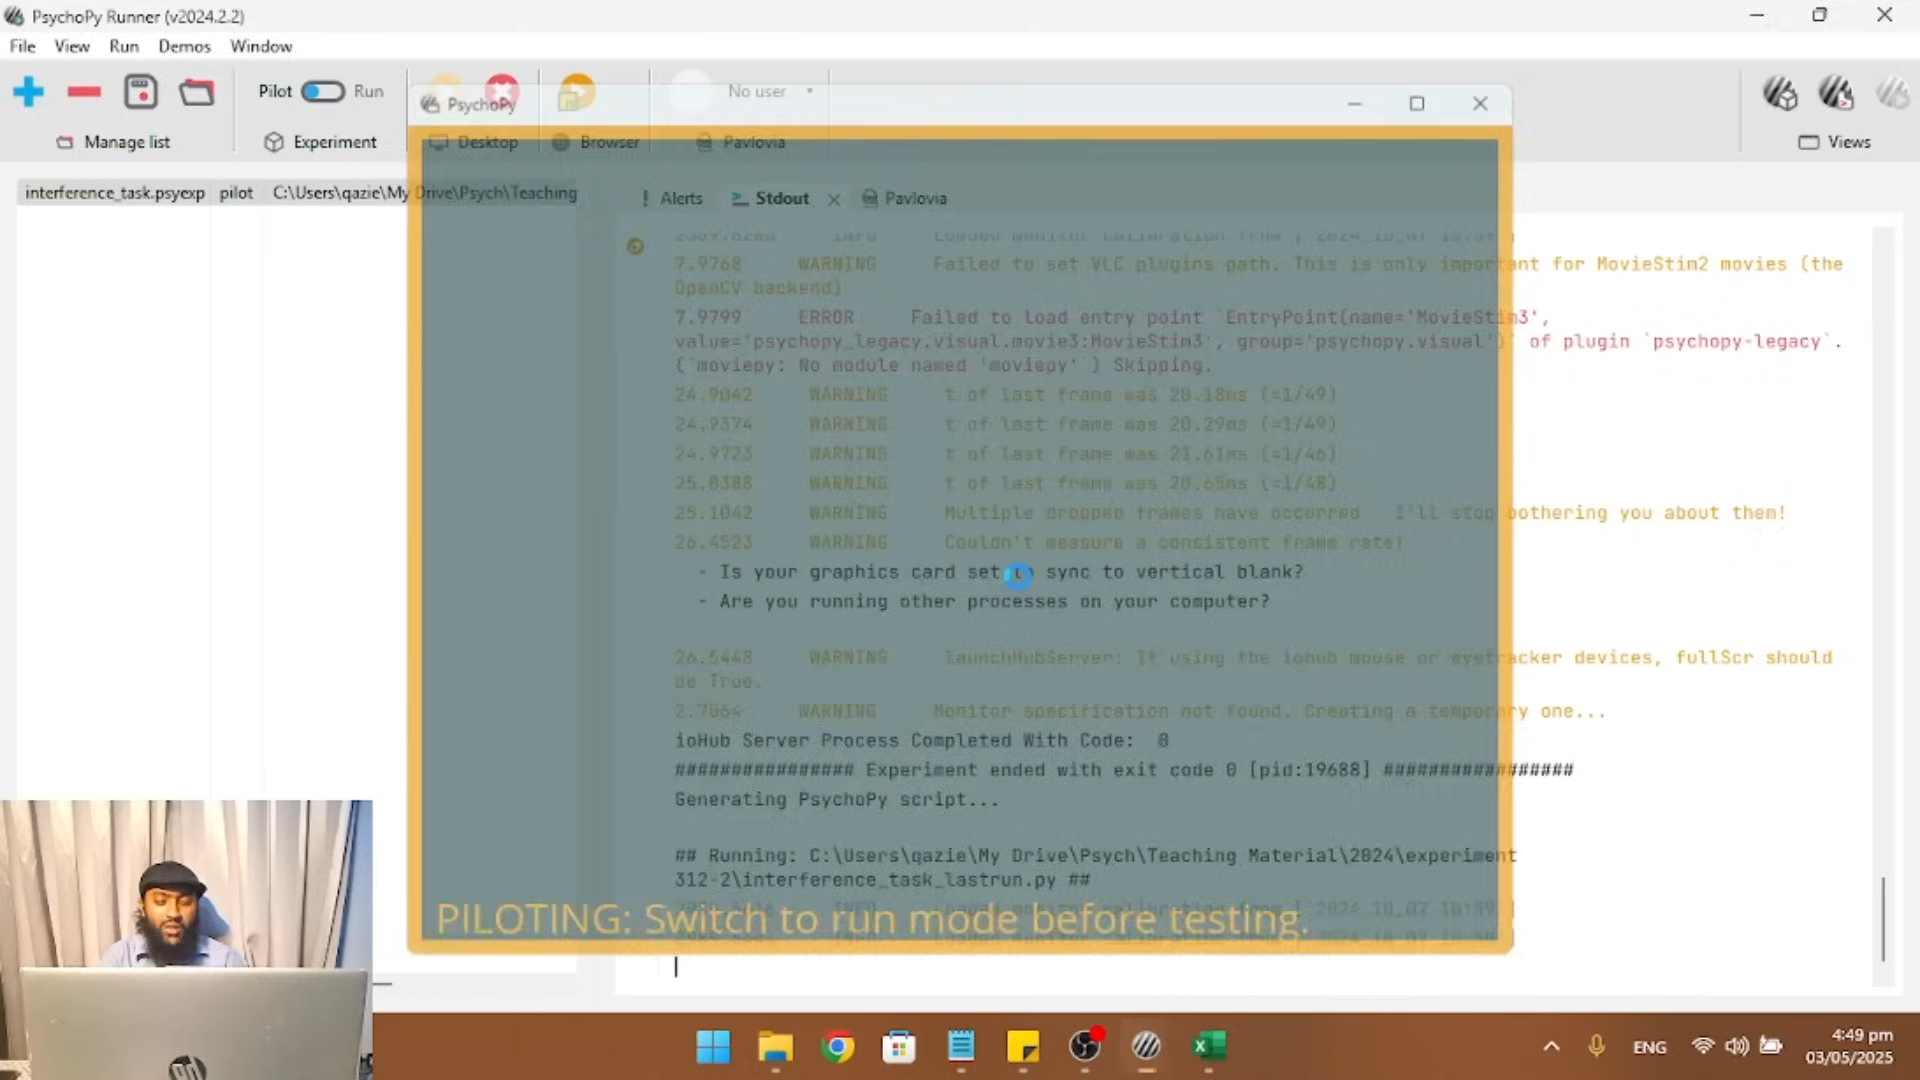 PsychoPy Runner (v2024.2.2)
File View Run Demos Window
Pilot Run
No user
PsychoPy
Manage list
Experiment
Desktop
Browser
Pavlovia
Views
interference_task.psyexp pilot C:\Users\qazie\My Drive\Psych\Teaching
! Alerts
Stdout
Pavlovia
7.9768 WARNING Failed to set VLC plugins path. This is only important for MovieStim2 movies (the
OpenCV backend)
7.9799 ERROR Failed to load entry point `EntryPoint(name='MovieStim3',
value='psychopy_legacy.visual.movie3:MovieStim3', group='psychopy.visual')` of plugin `psychopy-legacy`.
(`moviepy: No module named 'moviepy'`) Skipping.
24.9042 WARNING t of last frame was 20.18ms (=1/49)
24.9374 WARNING t of last frame was 20.29ms (=1/49)
24.9723 WARNING t of last frame was 21.61ms (=1/46)
25.0388 WARNING t of last frame was 20.65ms (=1/48)
25.1042 WARNING Multiple dropped frames have occurred I'll stop bothering you about them!
26.4523 WARNING Couldn't measure a consistent frame rate!
- Is your graphics card set to sync to vertical blank?
- Are you running other processes on your computer?
26.5448 WARNING launchHubServer: If using the iohub mouse or eyetracker devices, fullScr should
be True.
2.7064 WARNING Monitor specification not found. Creating a temporary one...
ioHub Server Process Completed With Code: 0
################ Experiment ended with exit code 0 [pid:19688] #################
Generating PsychoPy script...
## Running: C:\Users\qazie\My Drive\Psych\Teaching Material\2024\experiment
312-2\interference_task_lastrun.py ##
PILOTING: Switch to run mode before testing.
ENG
4:49 pm
03/05/2025
hp